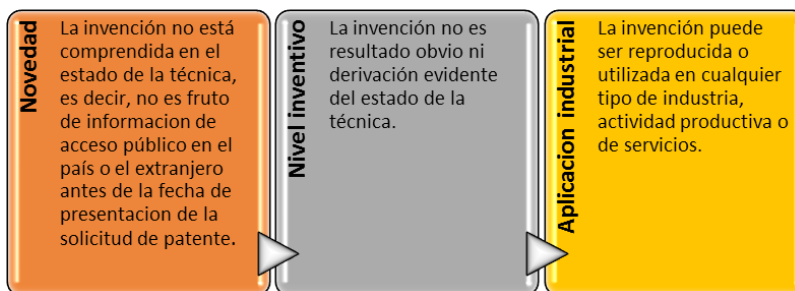 Novedad
La invención no está
comprendida en el
estado de la técnica,
es decir, no es fruto
de informacion de
acceso público en el
país o el extranjero
antes de la fecha de
presentacion de la
solicitud de patente.
Nivel inventivo
La invención no es
resultado obvio ni
derivación evidente
del estado de la
técnica.
Aplicacion industrial
La invención puede
ser reproducida o
utilizada en cualquier
tipo de industria,
actividad productiva o
de servicios.